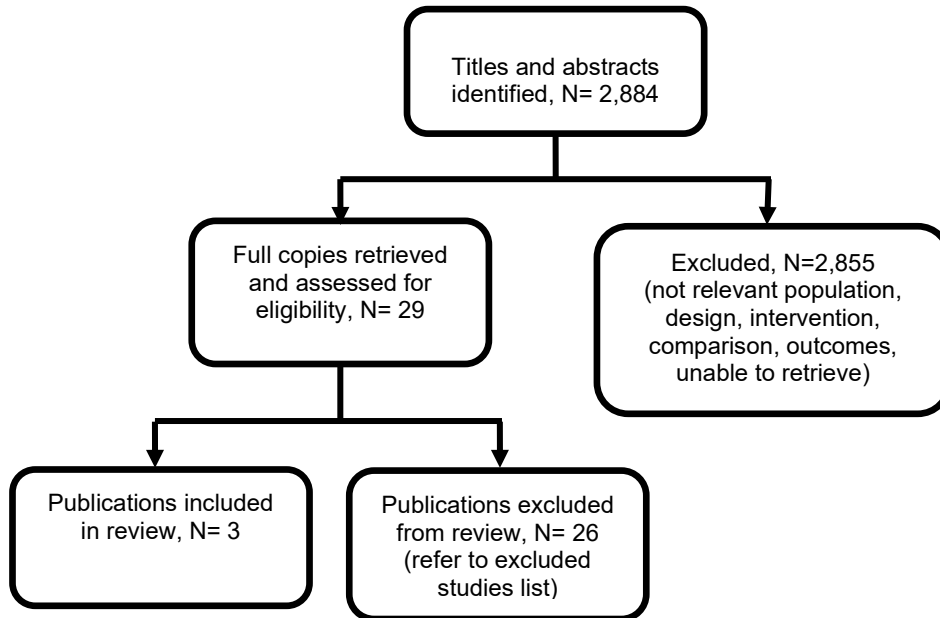 Titles and abstracts
identified, N= 2,884
Full copies retrieved
and assessed for
eligibility, N= 29
Excluded, N=2,855
(not relevant population,
design, intervention,
comparison, outcomes,
unable to retrieve)
Publications included
in review, N= 3
Publications excluded
from review, N= 26
(refer to excluded
studies list)